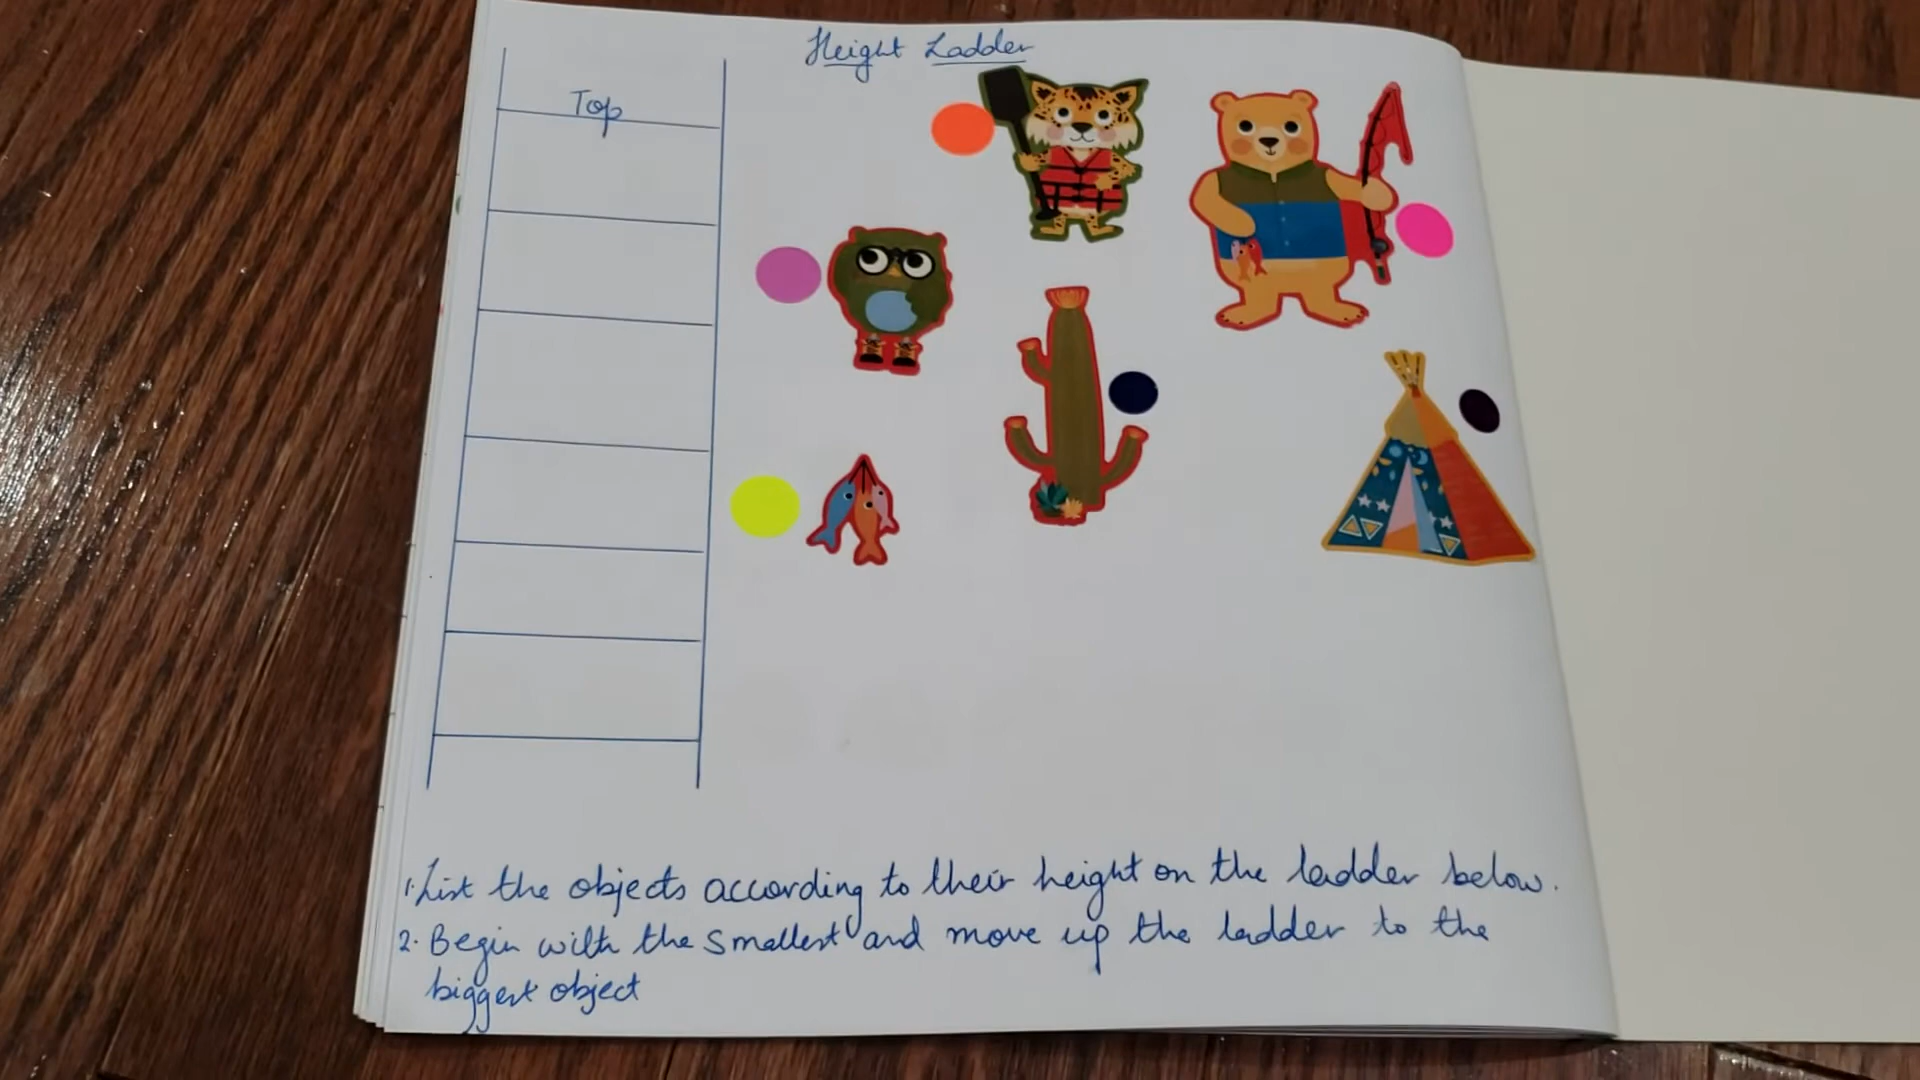 Height Ladder
Top
1. List the objects according to their height on the ladder below.
2. Begin with the smallest and move up the ladder to the
biggest object